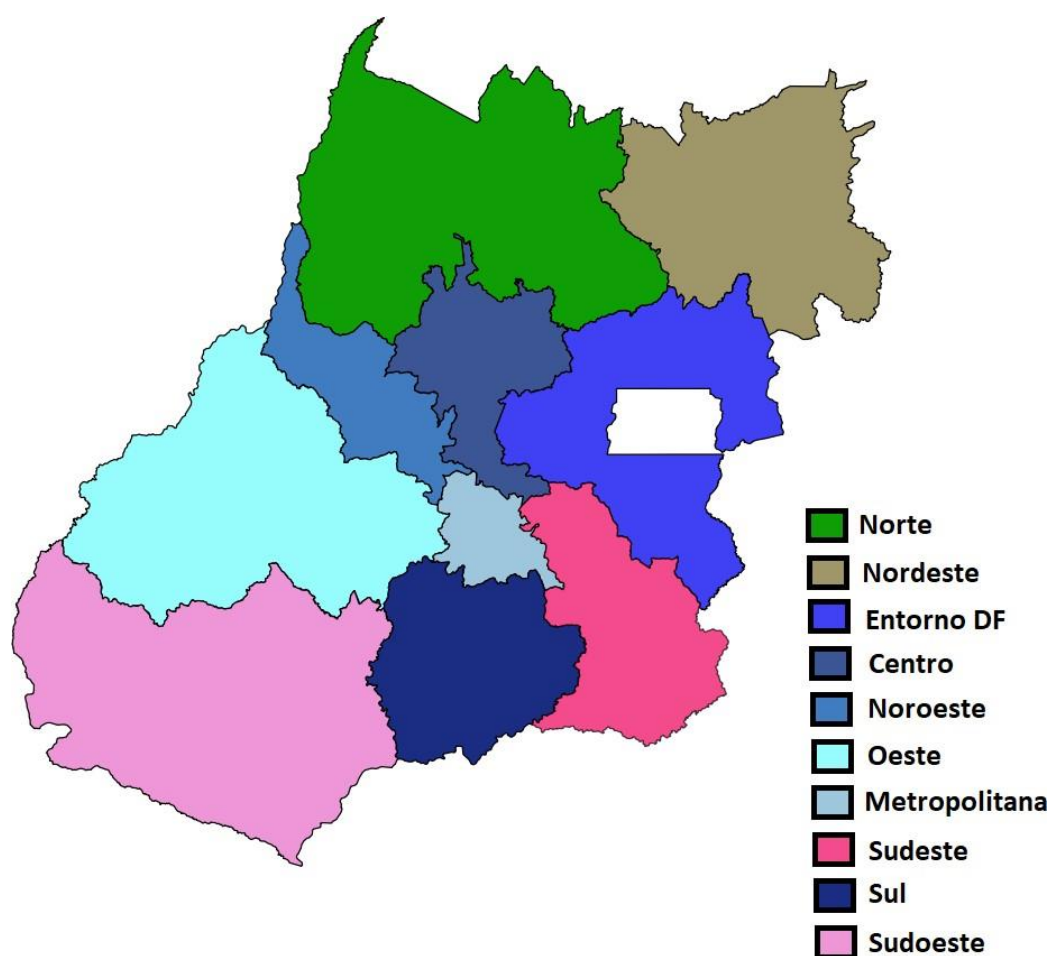 Norte
Nordeste
Entorno DF
Centro
Noroeste
Oeste
Metropolitana
Sudeste
Sul
Sudoeste